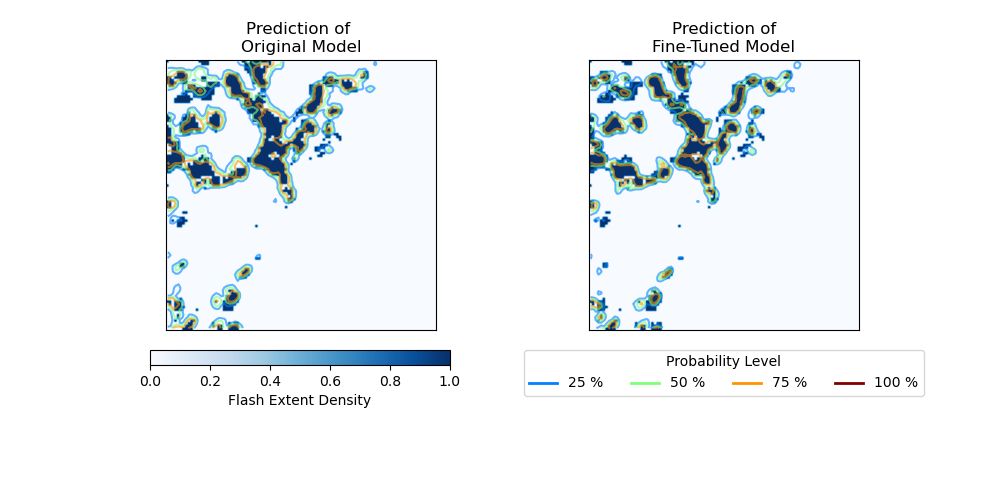 Prediction of
Original Model
Prediction of
Fine-Tuned Model
0.0 0.2 0.4 0.6 0.8 1.0
Flash Extent Density
Probability Level
25 % 50 % 75 % 100 %